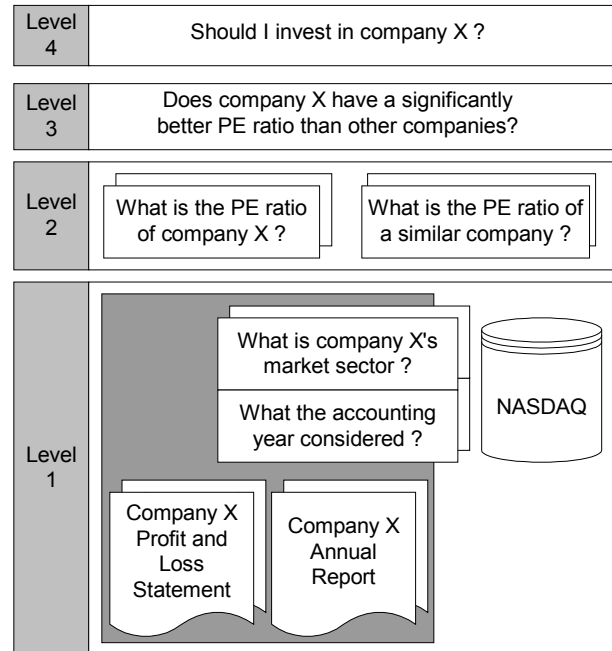 Level
4
Should I invest in company X ?
Level
3
Does company X have a significantly
better PE ratio than other companies?
Level
2
What is the PE ratio
of company X ?
What is the PE ratio of
a similar company ?
Level
1
What is company X's
market sector ?
What the accounting
year considered ?
NASDAQ
Company X
Profit and
Loss
Statement
Company X
Annual
Report